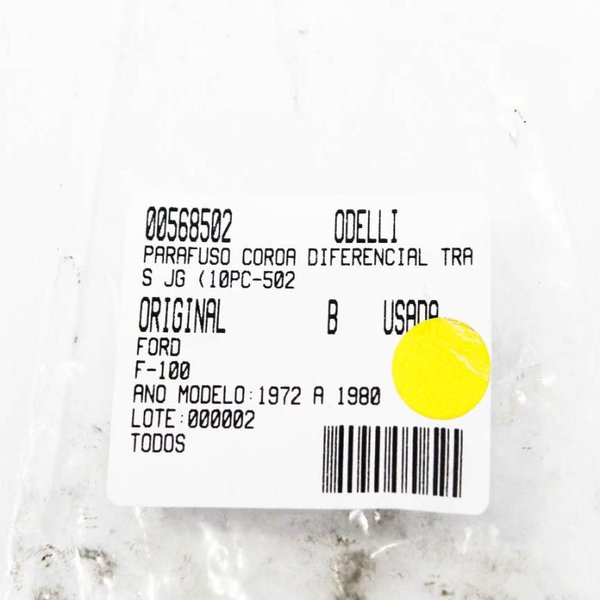 00568502 ODELLI
PARAFUSO COROA DIFERENCIAL TRA
S JG (10PC-502
ORIGINAL B USADA
FORD
F-100
ANO MODELO:1972 A 1980
LOTE:000002
TODOS